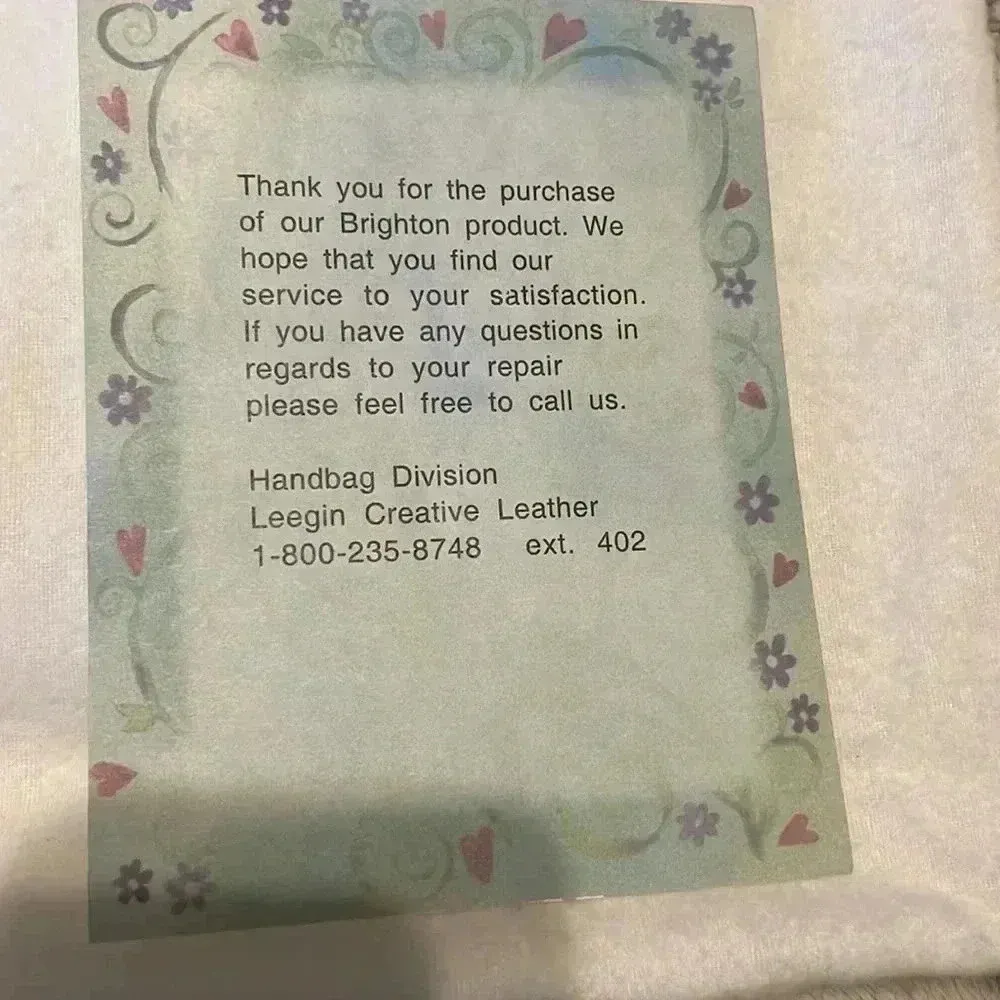 Thank you for the purchase
of our Brighton product. We
hope that you find our
service to your satisfaction.
If you have any questions in
regards to your repair
please feel free to call us.
Handbag Division
Leegin Creative Leather
1-800-235-8748 ext. 402